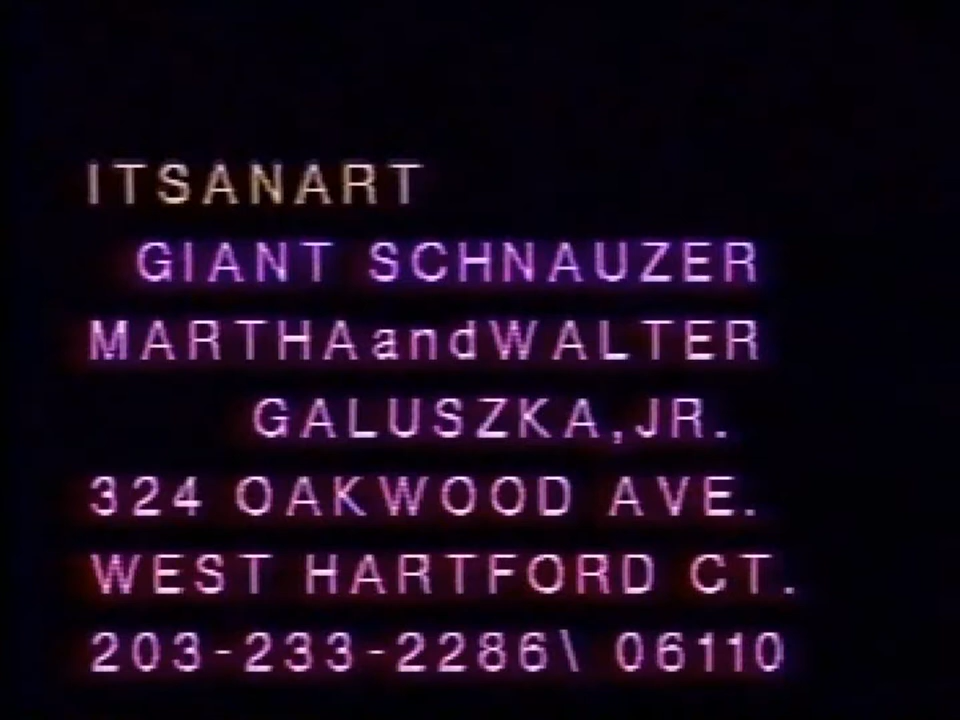 ITSANART
GIANT SCHNAUZER
MARTHAandWALTER
GALUSZKA,JR.
324 OAKWOOD AVE.
WEST HARTFORD CT.
203-233-2286\ 06110